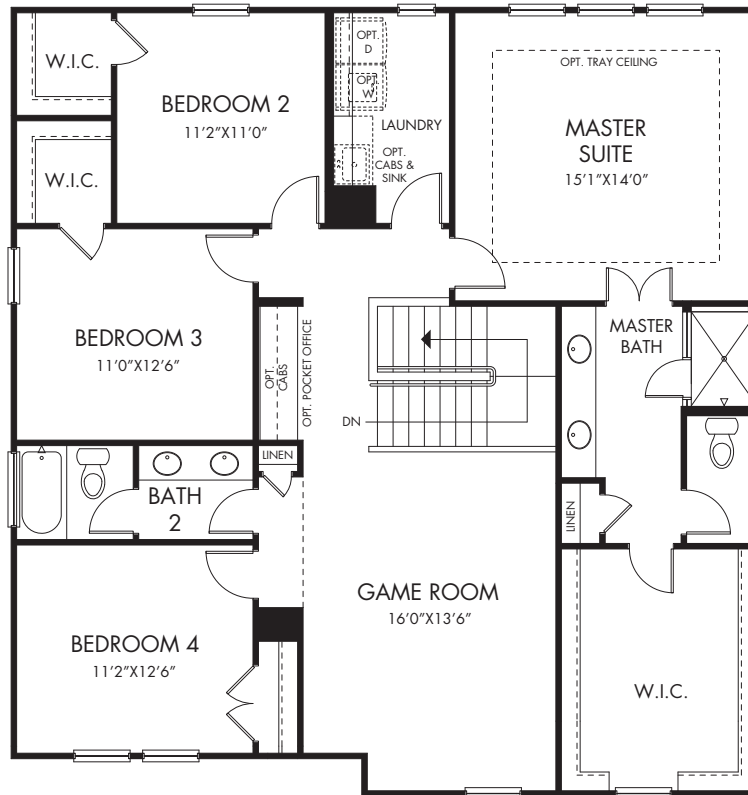 W.I.C.
BEDROOM 2
11'2"X11'0"
OPT.
D
OPT.
W
LAUNDRY
OPT.
CABS &
SINK
OPT. TRAY CEILING
MASTER
SUITE
15'1"X14'0"
W.I.C.
BEDROOM 3
11'0"X12'6"
OPT.
CABS
OPT. POCKET OFFICE
DN
MASTER
BATH
LINEN
BATH
2
LINEN
GAME ROOM
16'0"X13'6"
BEDROOM 4
11'2"X12'6"
W.I.C.